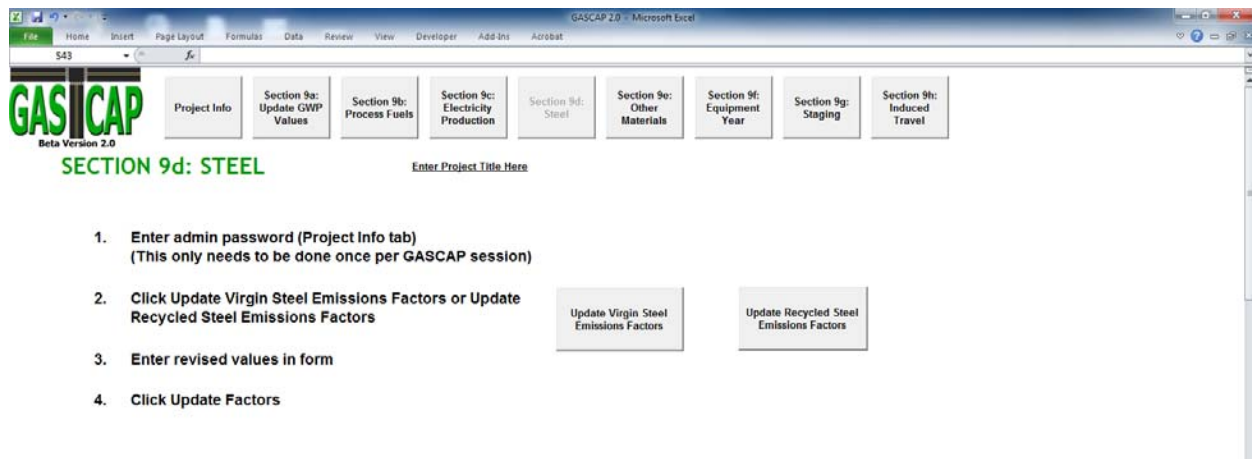 GASCAP 2.0 - Microsoft Excel
File Home Insert Page Layout Formulas Data Review View Developer Add-Ins Acrobat
S43 fx
GASCAP
Beta Version 2.0
Project Info
Section 9a:
Update GWP
Values
Section 9b:
Process Fuels
Section 9c:
Electricity
Production
Section 9d:
Steel
Section 9e:
Other
Materials
Section 9f:
Equipment
Year
Section 9g:
Staging
Section 9h:
Induced
Travel
SECTION 9d: STEEL
Enter Project Title Here
1. Enter admin password (Project Info tab)
(This only needs to be done once per GASCAP session)
2. Click Update Virgin Steel Emissions Factors or Update
Recycled Steel Emissions Factors
Update Virgin Steel
Emissions Factors
Update Recycled Steel
Emissions Factors
3. Enter revised values in form
4. Click Update Factors